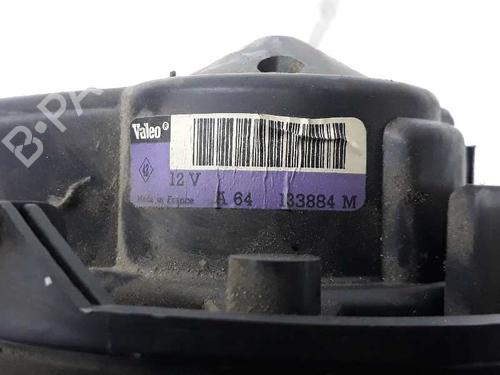 B-PA
Valeo®
12 V
A 64
133884 M
Made in France